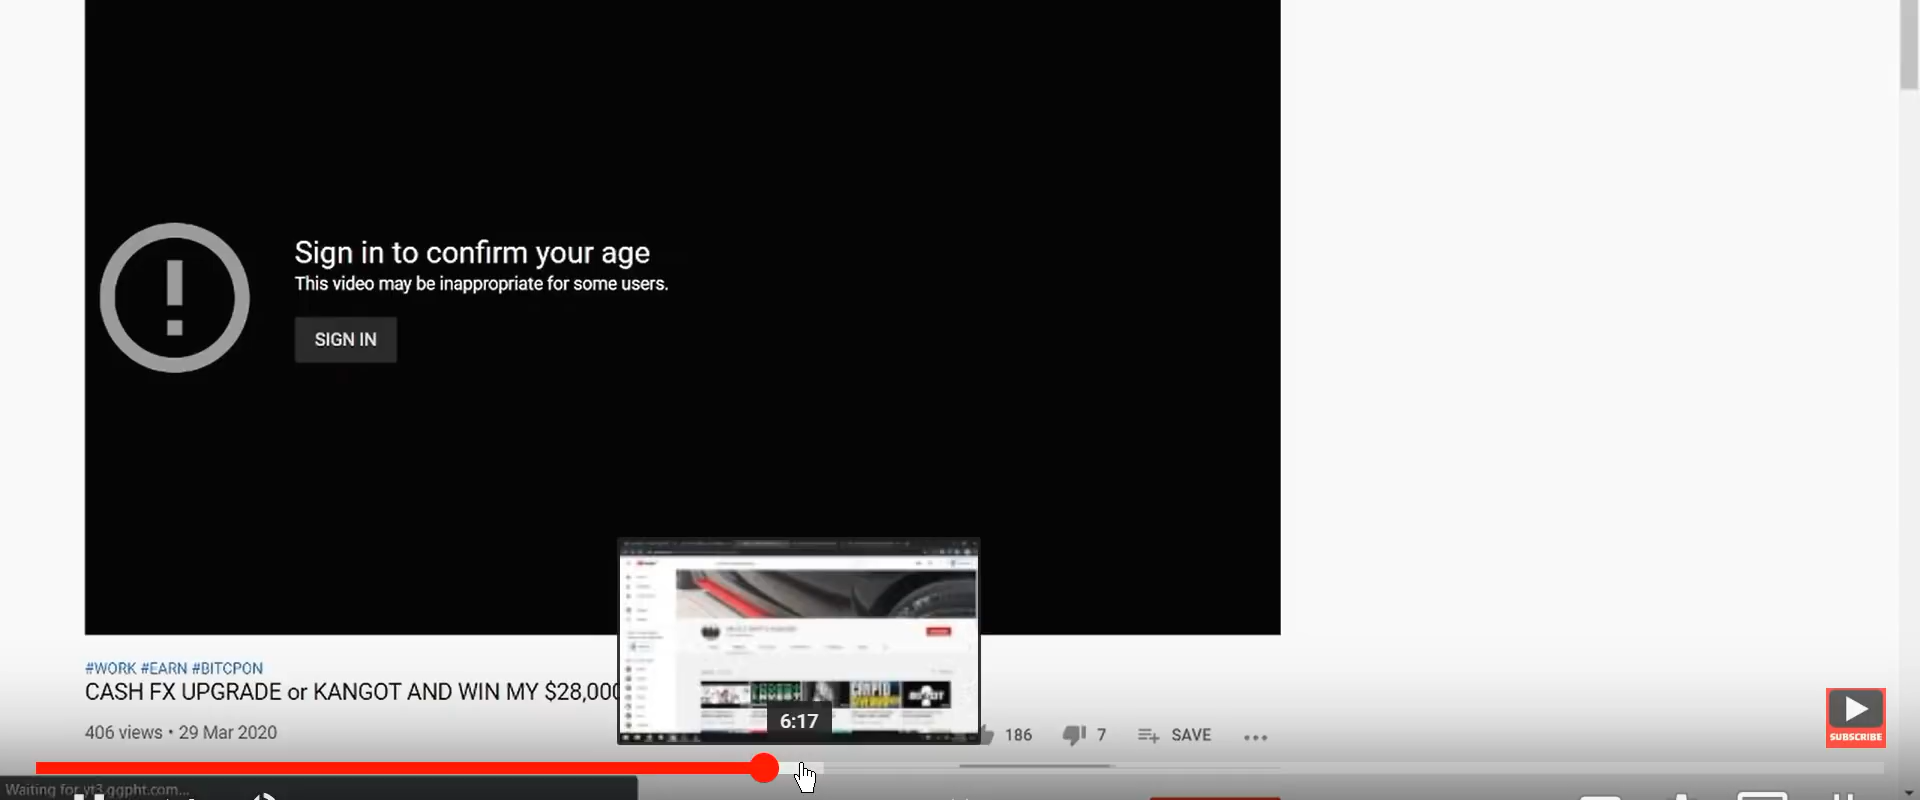 Sign in to confirm your age
This video may be inappropriate for some users.
SIGN IN
#WORK #EARN #BITCPON
CASH FX UPGRADE or KANGOT AND WIN MY $28,000
6:17
406 views • 29 Mar 2020
186
7
SAVE
SUBSCRIBE
Waiting for yt3.ggpht.com...